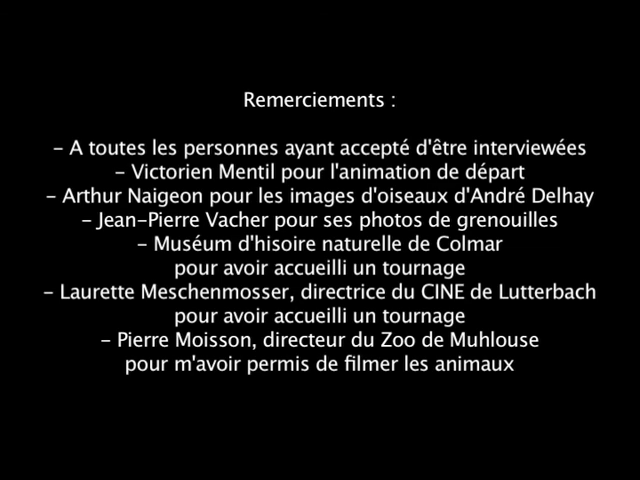 Remerciements :
- A toutes les personnes ayant accepté d'être interviewées
- Victorien Mentil pour l'animation de départ
- Arthur Naigeon pour les images d'oiseaux d'André Delhay
- Jean-Pierre Vacher pour ses photos de grenouilles
- Muséum d'hisoire naturelle de Colmar
pour avoir accueilli un tournage
- Laurette Meschenmosser, directrice du CINE de Lutterbach
pour avoir accueilli un tournage
- Pierre Moisson, directeur du Zoo de Muhlouse
pour m'avoir permis de filmer les animaux